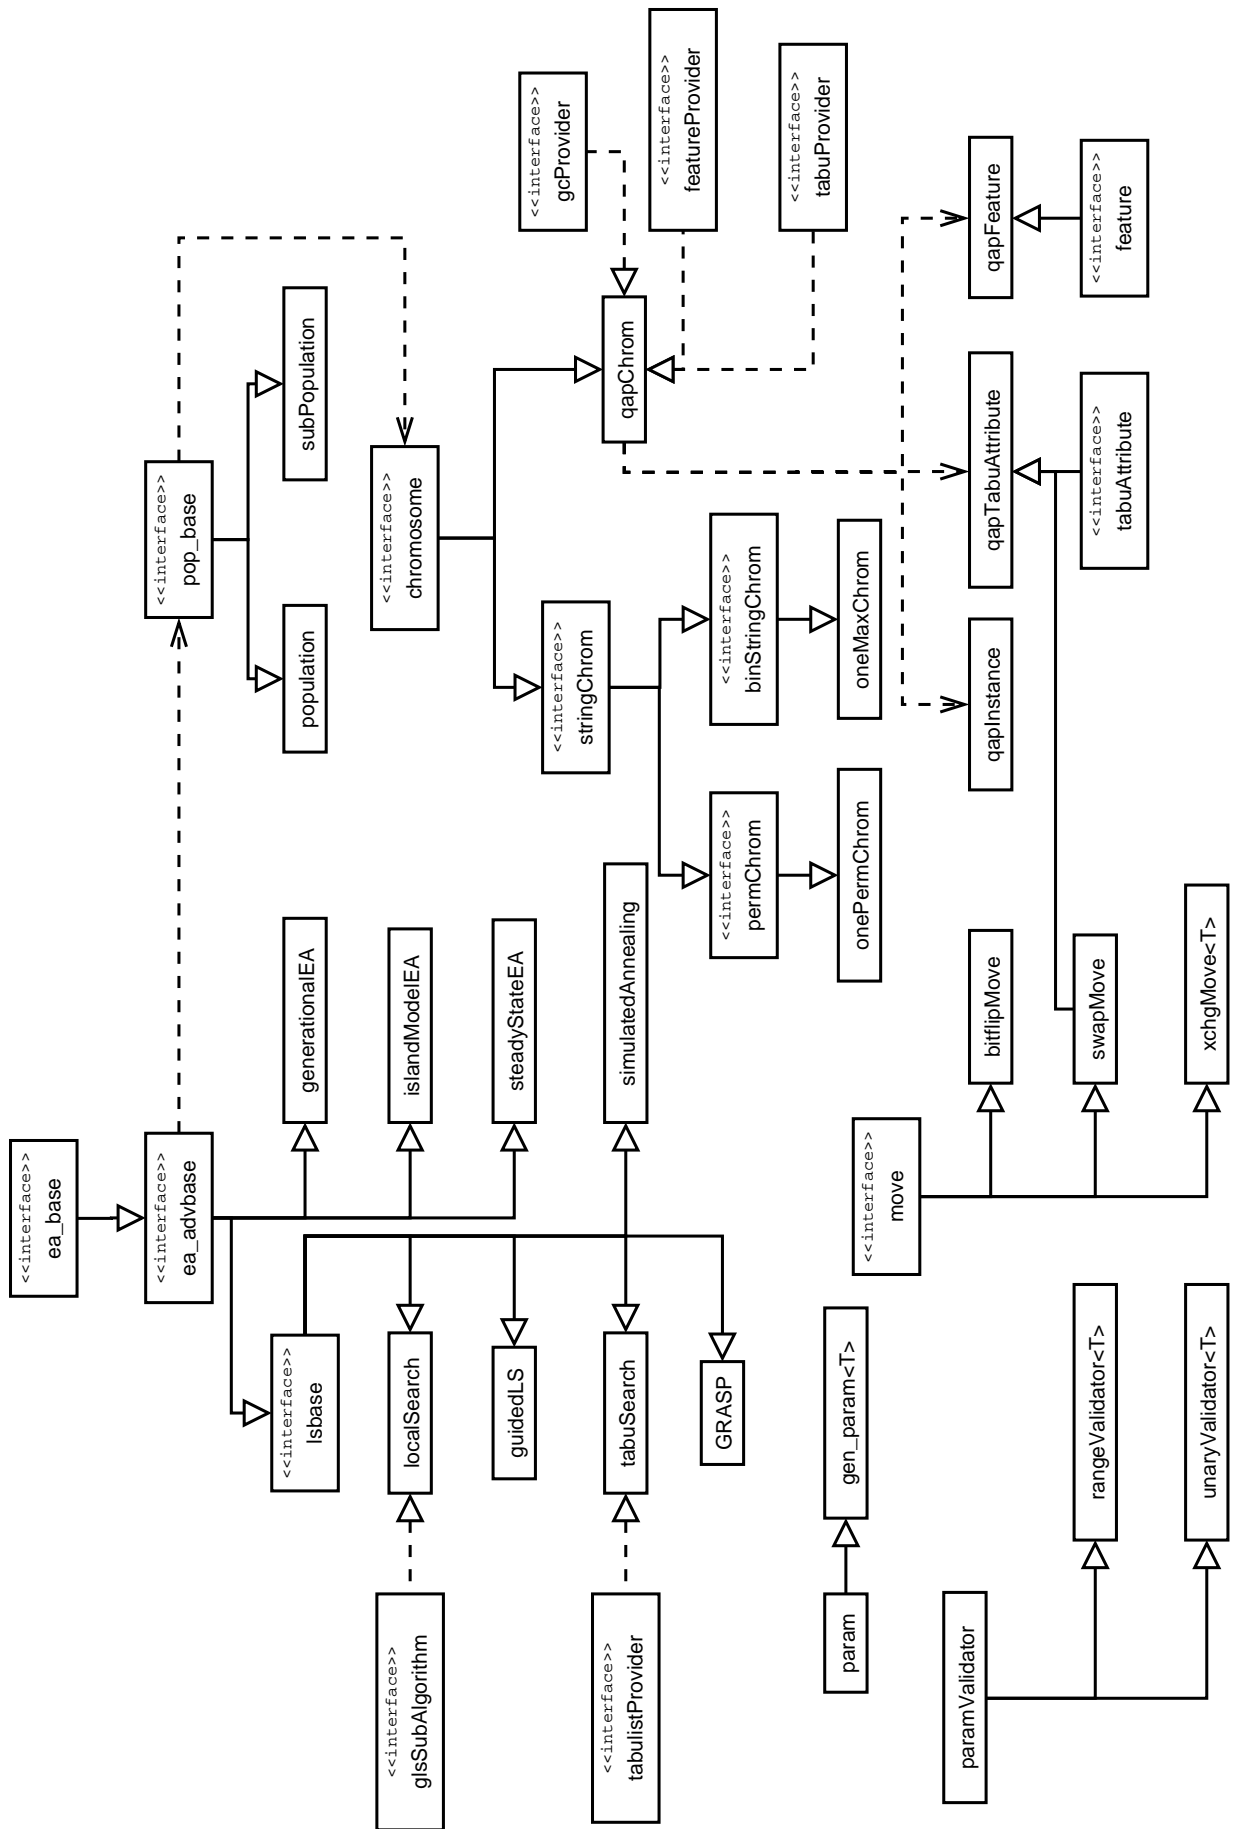 <<interface>>
ea_base
<<interface>>
ea_advbase
<<interface>>
pop_base
<<interface>>
lsbase
generationalEA
population
subPopulation
<<interface>>
glsSubAlgorithm
localSearch
islandModelEA
<<interface>>
chromosome
guidedLS
steadyStateEA
<<interface>>
stringChrom
<<interface>>
gcProvider
<<interface>>
tabulistProvider
tabuSearch
simulatedAnnealing
qapChrom
<<interface>>
featureProvider
GRASP
<<interface>>
permChrom
<<interface>>
binStringChrom
<<interface>>
tabuProvider
param
gen_param<T>
<<interface>>
move
onePermChrom
oneMaxChrom
paramValidator
bitflipMove
qapInstance
qapTabuAttribute
qapFeature
rangeValidator<T>
swapMove
<<interface>>
tabuAttribute
<<interface>>
feature
unaryValidator<T>
xchgMove<T>